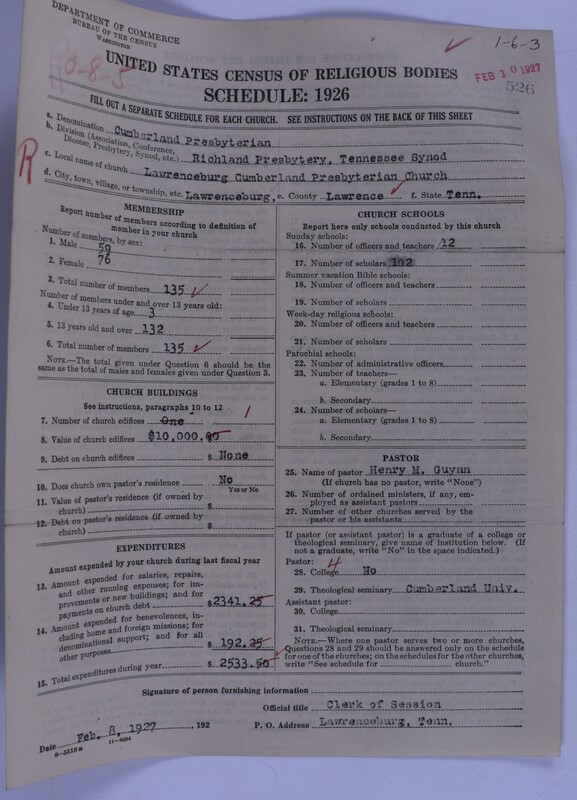 DEPARTMENT OF COMMERCE
BUREAU OF THE CENSUS
WASHINGTON
1-6-3
FEB 10 1927
526
UNITED STATES CENSUS OF RELIGIOUS BODIES
SCHEDULE: 1926
FILL OUT A SEPARATE SCHEDULE FOR EACH CHURCH. SEE INSTRUCTIONS ON THE BACK OF THIS SHEET
R
a. Denomination Cumberland Presbyterian
b. Division (Association, Conference, Diocese, Presbytery, Synod, etc.) Richland Presbytery, Tennessee Synod
c. Local name of church Lawrenceburg Cumberland Presbyterian Church
d. City, town, village, or township, etc. Lawrenceburg, e. County Lawrence f. State Tenn.
MEMBERSHIP
Report number of members according to definition of
member in your church
Number of members, by sex:
1. Male 59
2. Female 76
3. Total number of members 135
Number of members under and over 13 years old:
4. Under 13 years of age 3
5. 13 years old and over 132
6. Total number of members 135
NOTE.—The total given under Question 6 should be
same as the total of males and females given under Question 3.
CHURCH BUILDINGS
See instructions, paragraphs 10 to 12
7. Number of church edifices One 1
8. Value of church edifices $10,000.00
9. Debt on church edifices $ None
10. Does church own pastor's residence No
Yes or No
11. Value of pastor's residence (if owned by
church) $
12. Debt on pastor's residence (if owned by
church) $
EXPENDITURES
Amount expended by your church during last fiscal year
13. Amount expended for salaries, repairs,
and other running expenses; for im-
provements or new buildings; and for
payments on church debt $2341.25
14. Amount expended for benevolences, in-
cluding home and foreign missions; for
denominational support; and for all
other purposes $ 192.25
15. Total expenditures during year $ 2533.50
CHURCH SCHOOLS
Report here only schools conducted by this church
Sunday schools:
16. Number of officers and teachers 12
17. Number of scholars 102
Summer vacation Bible schools:
18. Number of officers and teachers
19. Number of scholars
Week-day religious schools:
20. Number of officers and teachers
21. Number of scholars
Parochial schools:
22. Number of administrative officers
23. Number of teachers—
a. Elementary (grades 1 to 8)
b. Secondary
24. Number of scholars—
a. Elementary (grades 1 to 8)
b. Secondary
PASTOR
25. Name of pastor Henry M. Guynn
(If church has no pastor, write "None")
26. Number of ordained ministers, if any, em-
ployed as assistant pastors
27. Number of other churches served by the
pastor or his assistants
If pastor (or assistant pastor) is a graduate of a college or
theological seminary, give name of institution below. (If
not a graduate, write "No" in the space indicated.)
Pastor:
28. College 4 No
29. Theological seminary Cumberland Univ.
Assistant pastor:
30. College
31. Theological seminary
NOTE.—Where one pastor serves two or more churches,
Questions 28 and 29 should be answered only on the schedule
for one of the churches; on the schedules for the other churches,
write "See schedule for church."
Signature of person furnishing information
Official title Clerk of Session
Date Feb. 8, 1927 , 192 P. O. Address Lawrenceburg, Tenn.